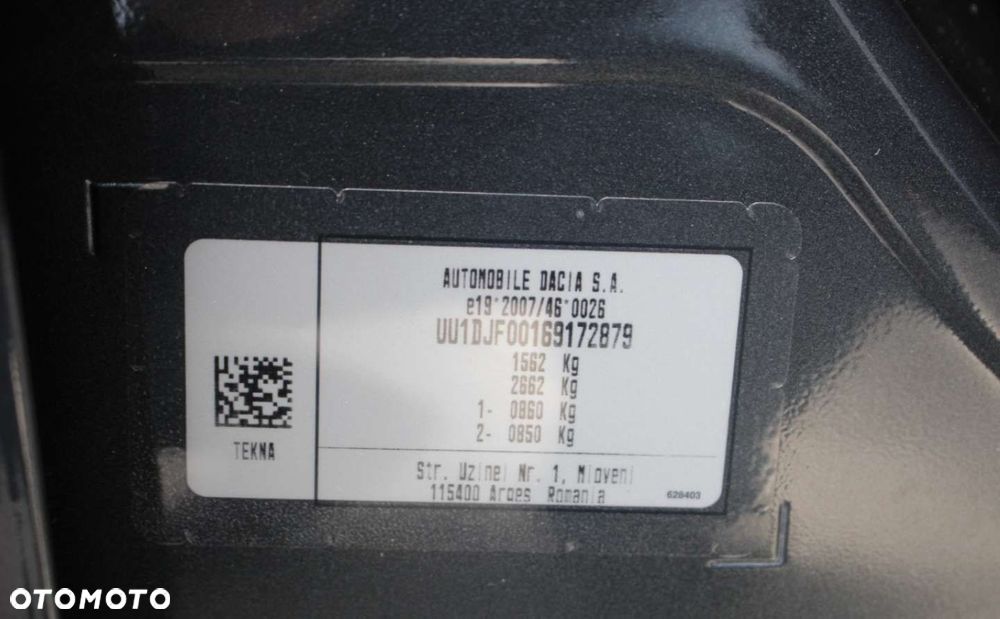 AUTOMOBILE DACIA S.A.
e19*2007/46*0026
UU1DJF00169172879
1562 Kg
2662 Kg
1- 0860 Kg
2- 0850 Kg
TEKNA
Str. Uzinei Nr. 1, Mioveni
115400 Arges Romania
628403
OTOMOTO